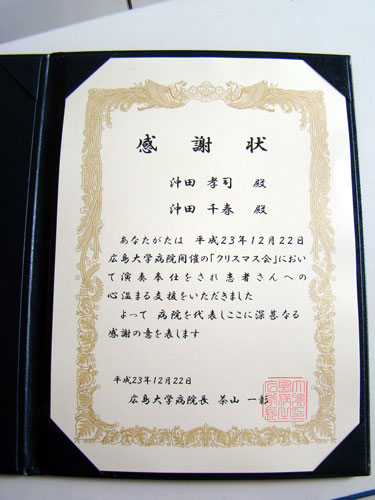 感謝状
沖田 孝司 殿
沖田 千春 殿
あなたがたは 平成23年12月22日
広島大学病院開催の「クリスマス会」におい
て演奏奉仕をされ患者さんへの
心温まる支援をいただきました
よって 病院を代表しここに深甚なる
感謝の意を表します
平成23年12月22日
広島大学病院長 茶山 一彰